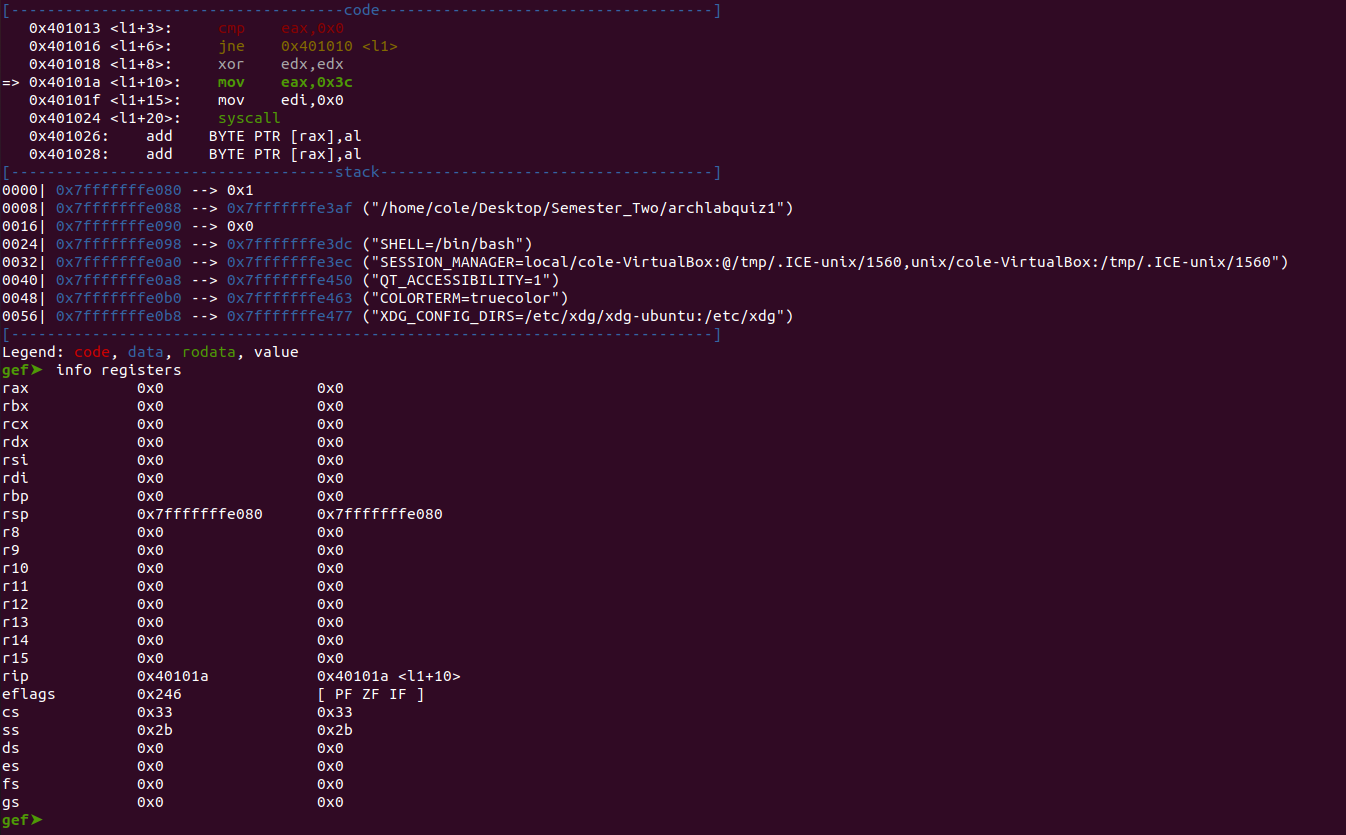 [-------------------------------------code-------------------------------------]
   0x401013 <l1+3>:     cmp    eax,0x0
   0x401016 <l1+6>:     jne    0x401010 <l1>
   0x401018 <l1+8>:     xor    edx,edx
=> 0x40101a <l1+10>:    mov    eax,0x3c
   0x40101f <l1+15>:    mov    edi,0x0
   0x401024 <l1+20>:    syscall
   0x401026:    add    BYTE PTR [rax],al
   0x401028:    add    BYTE PTR [rax],al
[------------------------------------stack-------------------------------------]
0000| 0x7fffffffe080 --> 0x1
0008| 0x7fffffffe088 --> 0x7fffffffe3af ("/home/cole/Desktop/Semester_Two/archlabquiz1")
0016| 0x7fffffffe090 --> 0x0
0024| 0x7fffffffe098 --> 0x7fffffffe3dc ("SHELL=/bin/bash")
0032| 0x7fffffffe0a0 --> 0x7fffffffe3ec ("SESSION_MANAGER=local/cole-VirtualBox:@/tmp/.ICE-unix/1560,unix/cole-VirtualBox:/tmp/.ICE-unix/1560")
0040| 0x7fffffffe0a8 --> 0x7fffffffe450 ("QT_ACCESSIBILITY=1")
0048| 0x7fffffffe0b0 --> 0x7fffffffe463 ("COLORTERM=truecolor")
0056| 0x7fffffffe0b8 --> 0x7fffffffe477 ("XDG_CONFIG_DIRS=/etc/xdg/xdg-ubuntu:/etc/xdg")
[------------------------------------------------------------------------------]
Legend: code, data, rodata, value
gef➤  info registers
rax            0x0                 0x0
rbx            0x0                 0x0
rcx            0x0                 0x0
rdx            0x0                 0x0
rsi            0x0                 0x0
rdi            0x0                 0x0
rbp            0x0                 0x0
rsp            0x7fffffffe080      0x7fffffffe080
r8             0x0                 0x0
r9             0x0                 0x0
r10            0x0                 0x0
r11            0x0                 0x0
r12            0x0                 0x0
r13            0x0                 0x0
r14            0x0                 0x0
r15            0x0                 0x0
rip            0x40101a            0x40101a <l1+10>
eflags         0x246               [ PF ZF IF ]
cs             0x33                0x33
ss             0x2b                0x2b
ds             0x0                 0x0
es             0x0                 0x0
fs             0x0                 0x0
gs             0x0                 0x0
gef➤